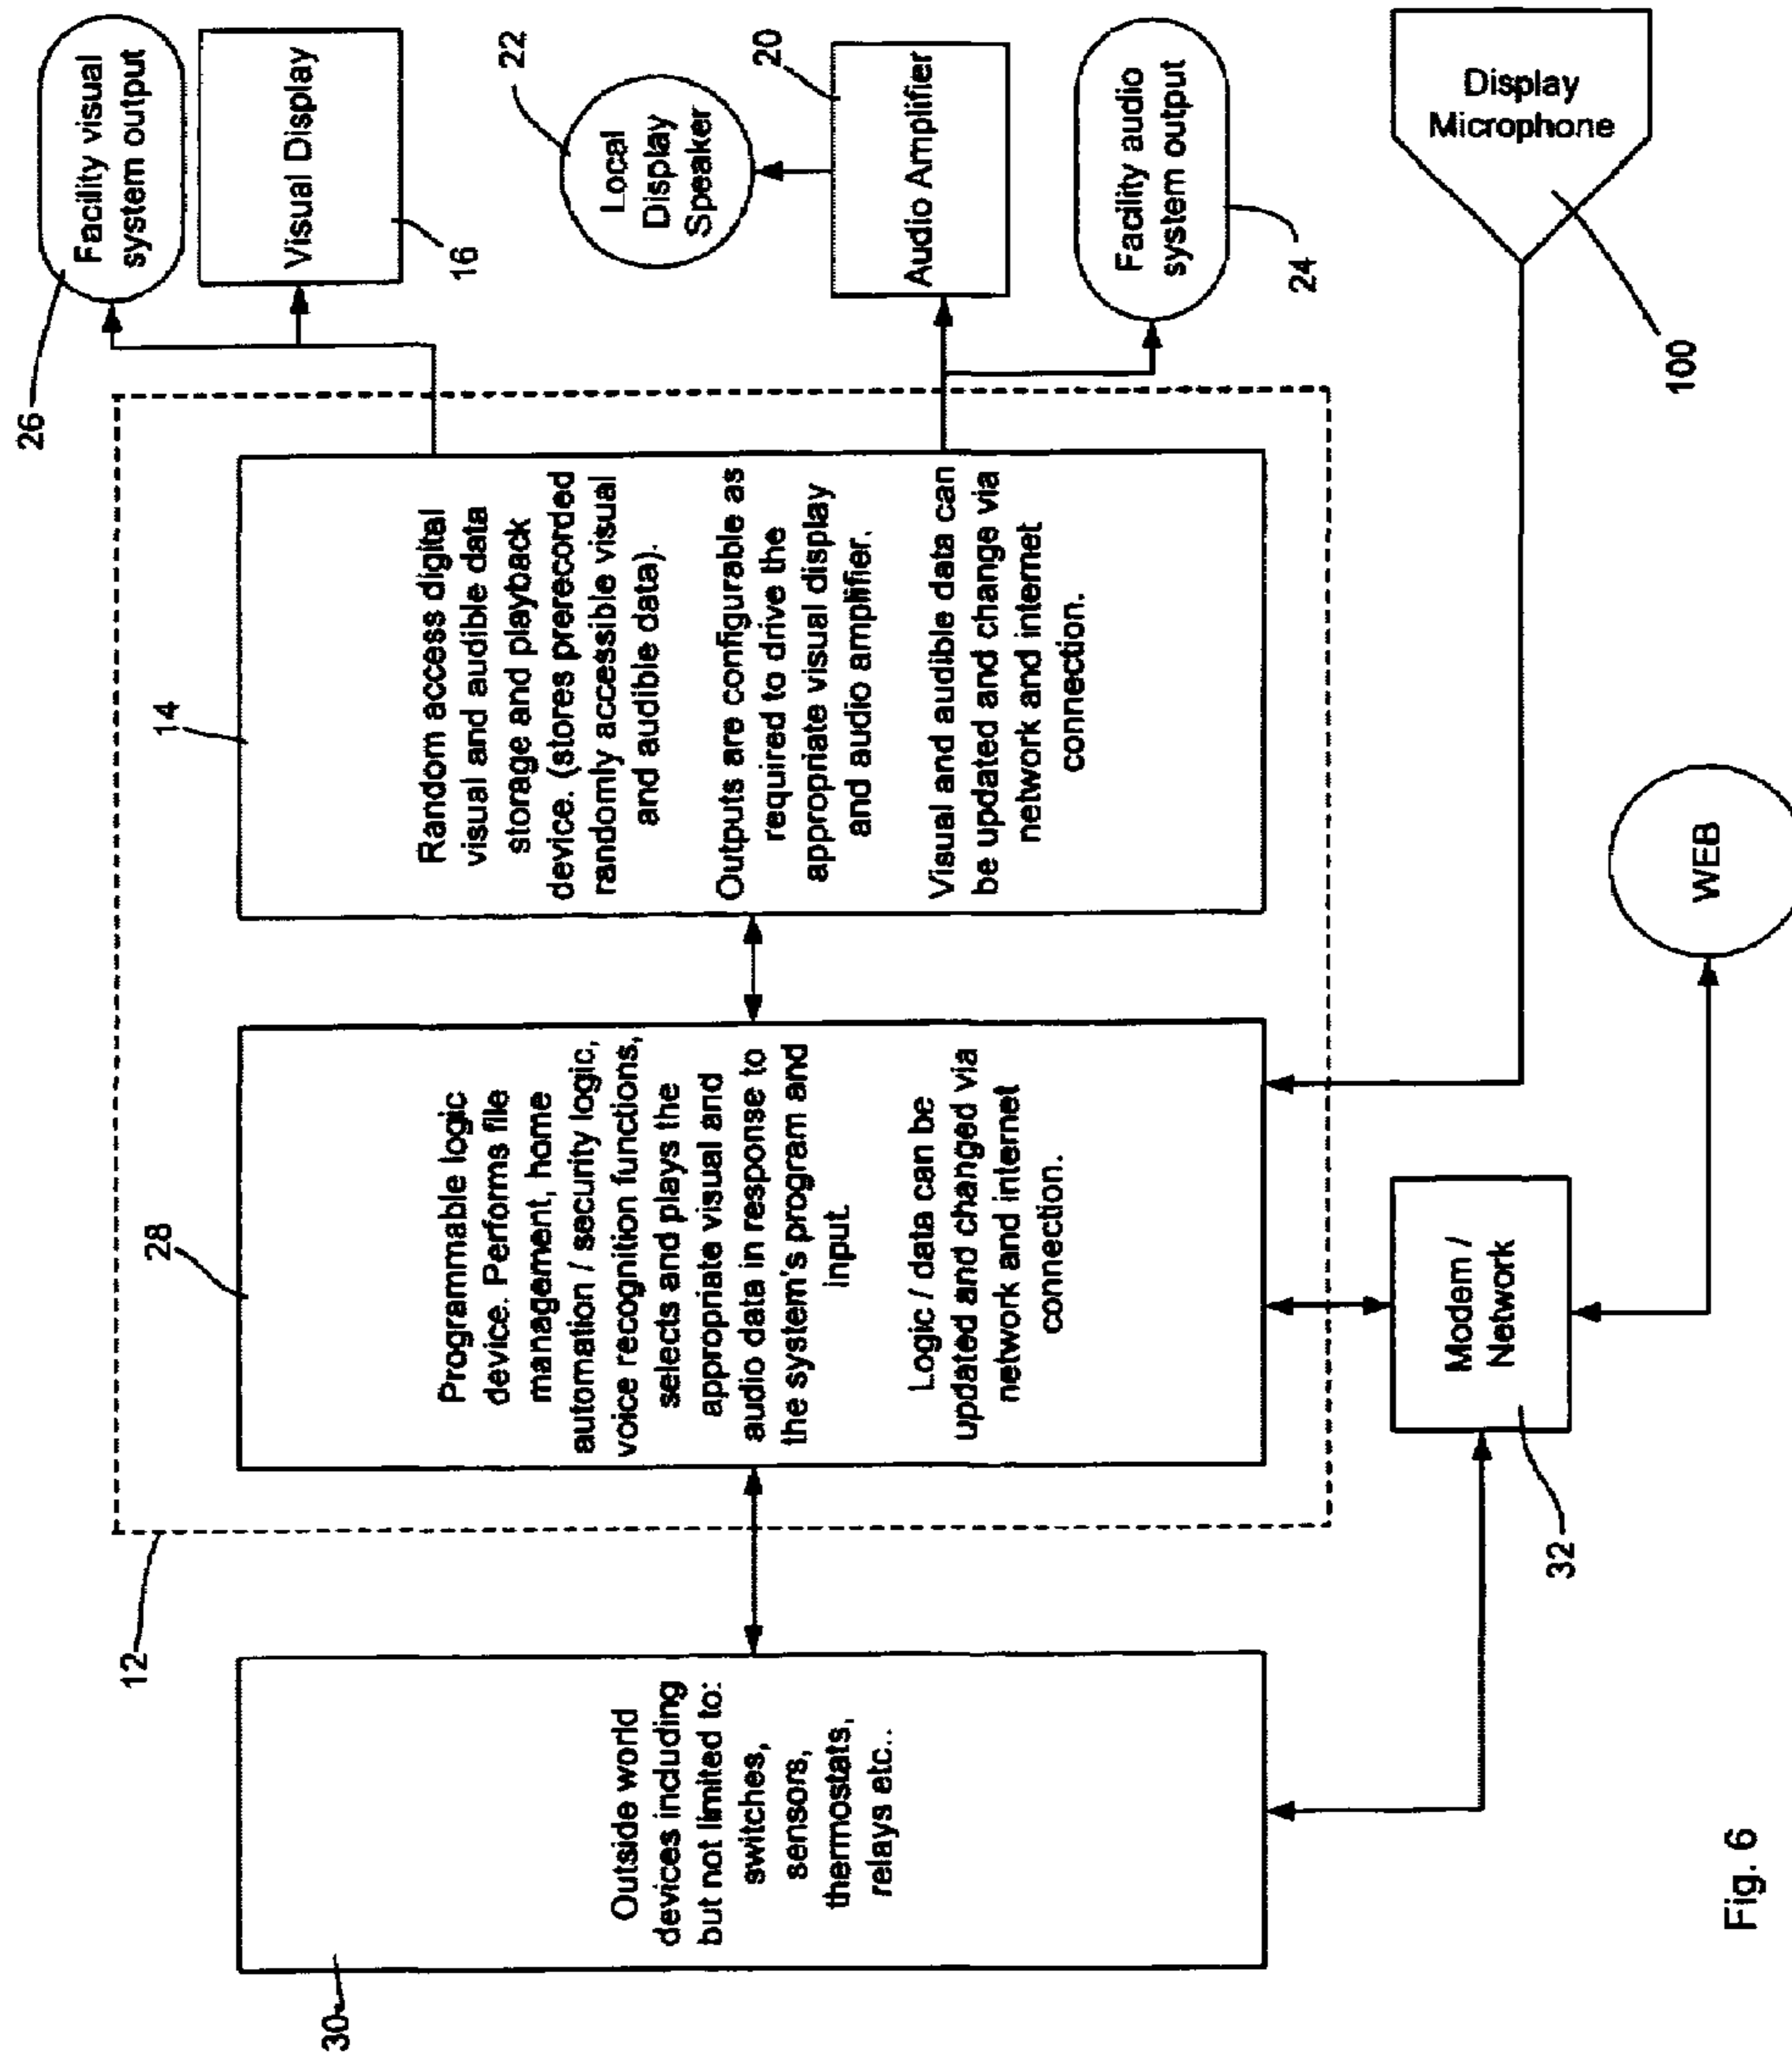 30
Outside world
devices including
but not limited to:
switches,
sensors,
thermostats,
relays etc..
12
28
Programmable logic
device. Performs file
management, home
automation / security logic,
voice recognition functions,
selects and plays the
appropriate visual and
audio data in response to
the system's program and
input.
Logic / data can be
updated and changed via
network and internet
connection.
14
Random access digital
visual and audible data
storage and playback
device. (stores prerecorded
randomly accessible visual
and audible data).
Outputs are configurable as
required to drive the
appropriate visual display
and audio amplifier.
Visual and audible data can
be updated and change via
network and internet
connection.
26
Facility visual
system output
Visual Display
16
22
Local
Display
Speaker
20
Audio Amplifier
Facility audio
system output
24
Display
Microphone
100
Modem /
Network
32
WEB
Fig. 6